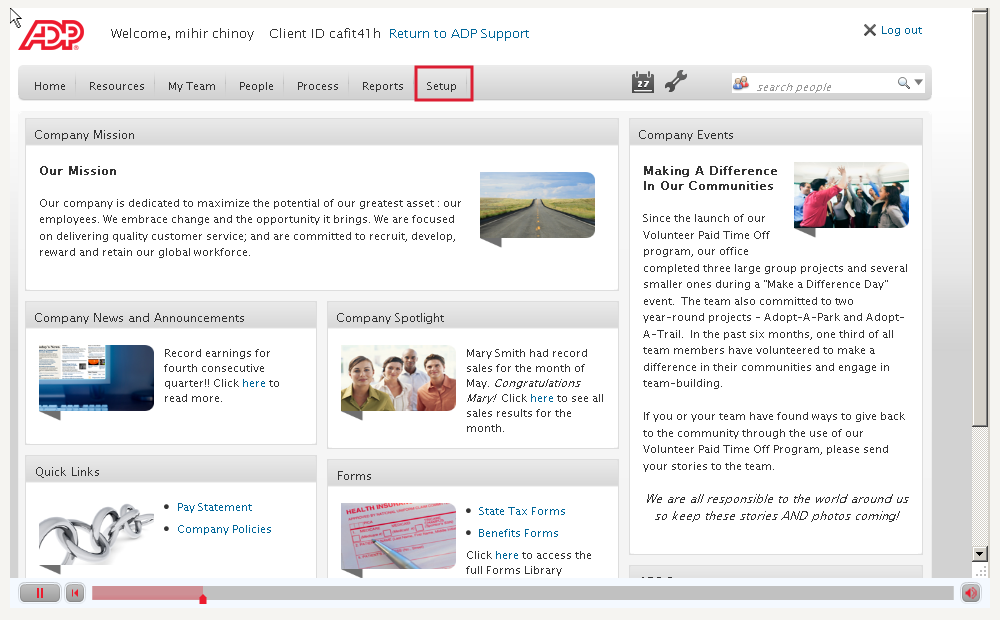 ADP
Welcome, mihir chinoy Client ID cafit41h Return to ADP Support
Log out
Home Resources My Team People Process Reports Setup
27
search people
Company Mission
Our Mission
Our company is dedicated to maximize the potential of our greatest asset : our
employees. We embrace change and the opportunity it brings. We are focused
on delivering quality customer service; and are committed to recruit, develop,
reward and retain our global workforce.
Company Events
Making A Difference
In Our Communities
Since the launch of our
Volunteer Paid Time Off
program, our office
completed three large group projects and several
smaller ones during a "Make a Difference Day"
event. The team also committed to two
year-round projects - Adopt-A-Park and Adopt-
A-Trail. In the past six months, one third of all
team members have volunteered to make a
difference in their communities and engage in
team-building.
If you or your team have found ways to give back
to the community through the use of our
Volunteer Paid Time Off Program, please send
your stories to the team.
We are all responsible to the world around us
so keep these stories AND photos coming!
Company News and Announcements
Record earnings for
fourth consecutive
quarter!! Click here to
read more.
Company Spotlight
Mary Smith had record
sales for the month of
May. Congratulations
Mary! Click here to see all
sales results for the
month.
Quick Links
Pay Statement
Company Policies
Forms
HEALTH INSURANCE
State Tax Forms
Benefits Forms
Click here to access the
full Forms Library